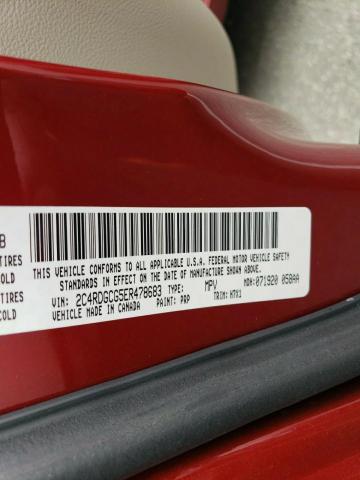 B
TIRES
COLD
TIRES
COLD
THIS VEHICLE CONFORMS TO ALL APPLICABLE U.S.A. FEDERAL MOTOR VEHICLE SAFETY
STANDARDS IN EFFECT ON THE DATE OF MANUFACTURE SHOWN ABOVE.
VIN: 2C4RDGCG5ER478683 TYPE: MPV MDH: 071920 058AA
MADE IN CANADA PAINT: PRP TRIM: HTX1